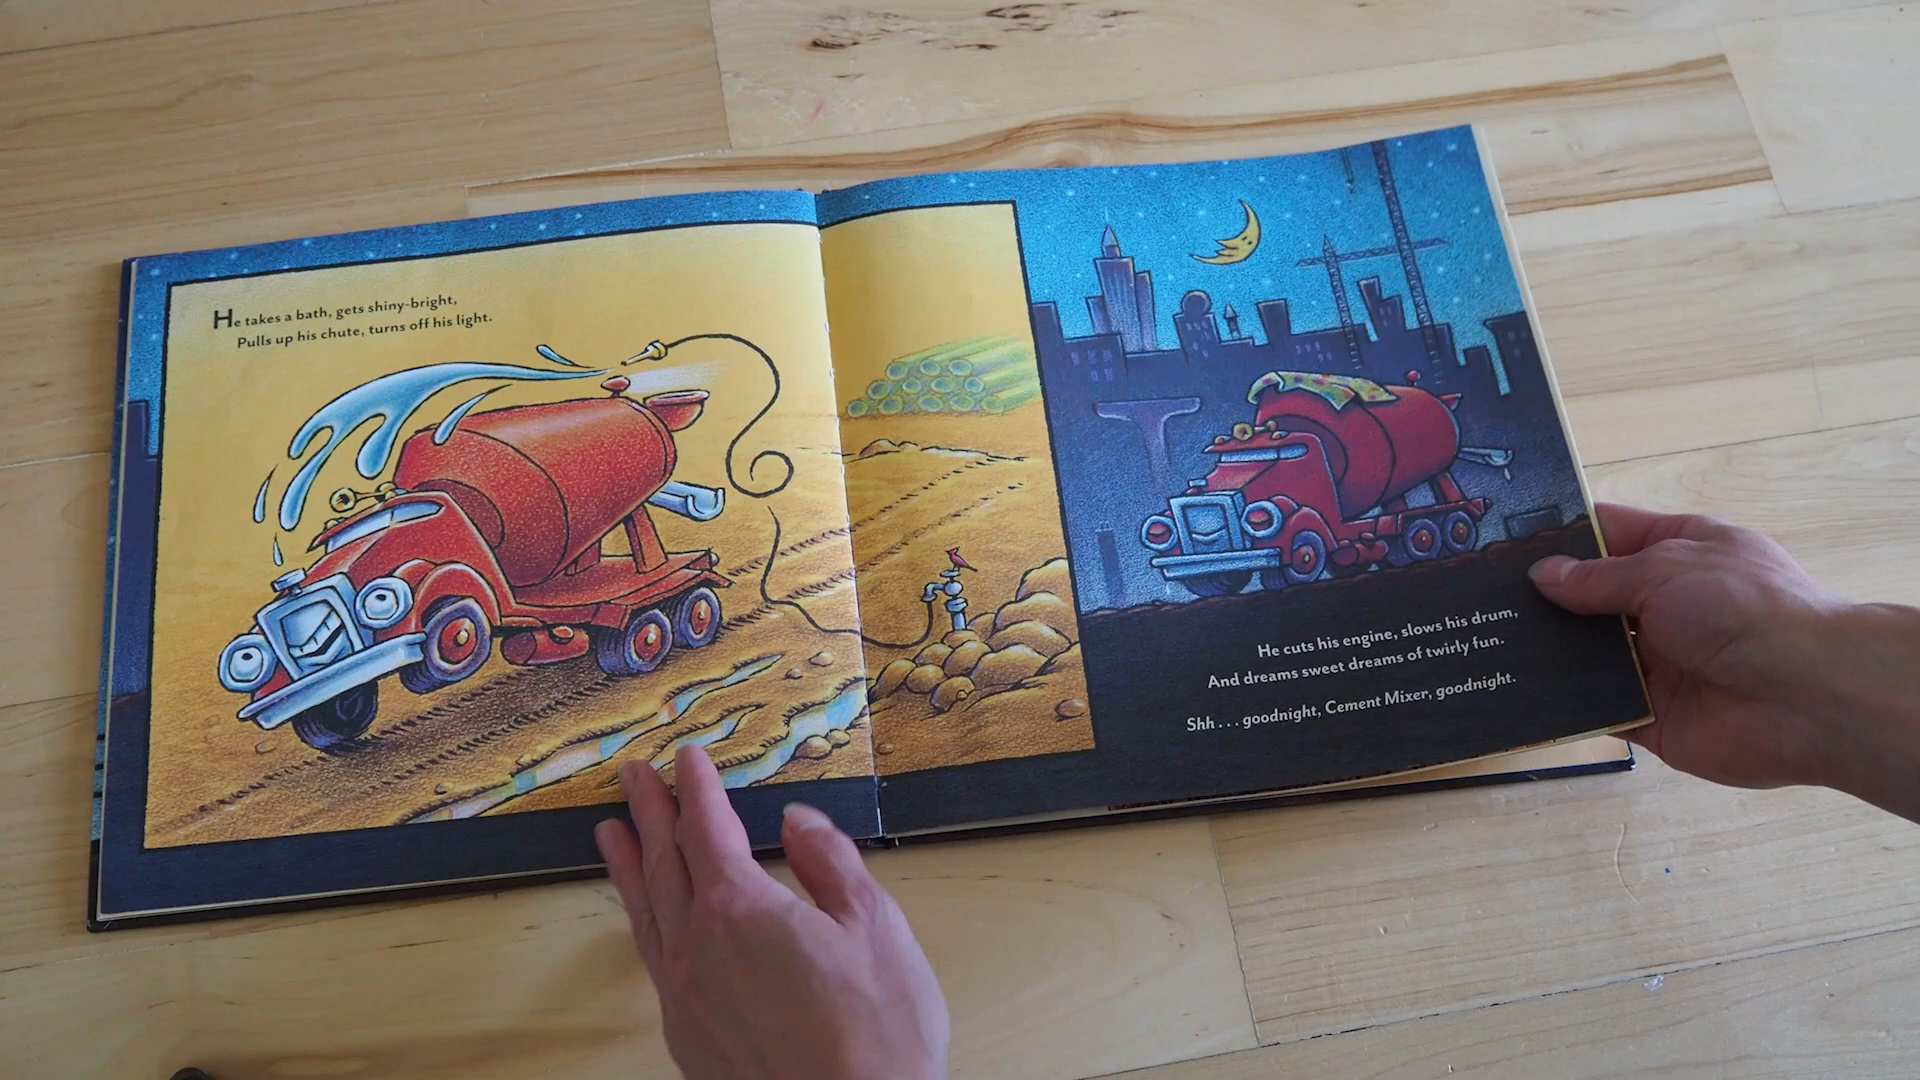 He takes a bath, gets shiny-bright,
Pulls up his chute, turns off his light.
He cuts his engine, slows his drum,
And dreams sweet dreams of twirly fun.
Shh . . . goodnight, Cement Mixer, goodnight.